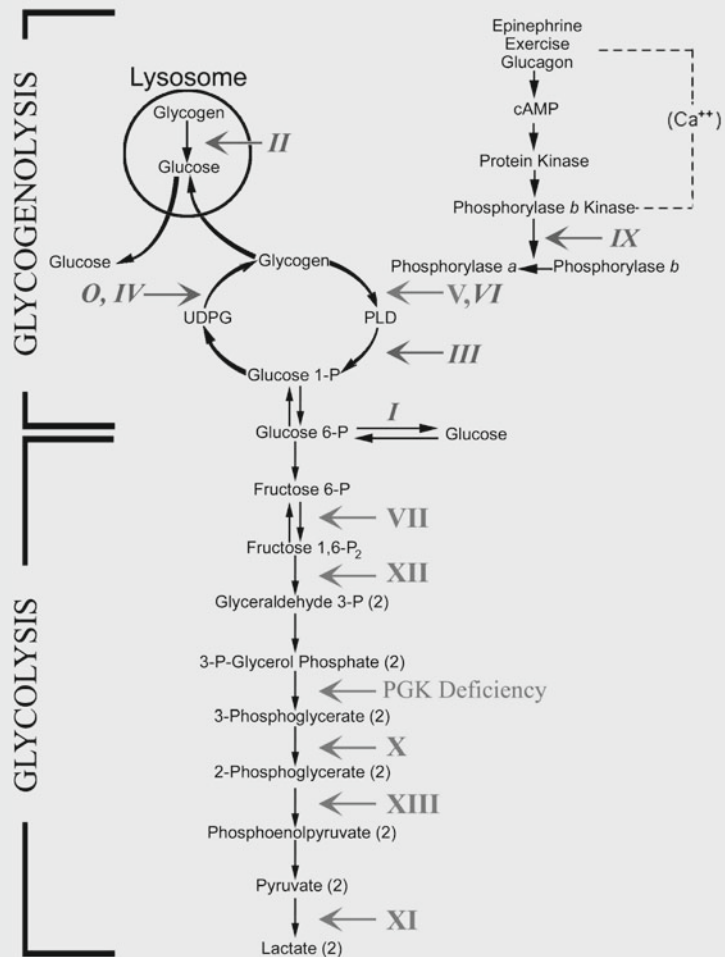 GLYCOGENOLYSIS
Lysosome
Glycogen
II
Glucose
Glucose
Glycogen
O, IV
UDPG
V,VI
PLD
III
Glucose 1-P
Epinephrine
Exercise
Glucagon
cAMP
(Ca++)
Protein Kinase
Phosphorylase b Kinase
IX
Phosphorylase a
Phosphorylase b
I
Glucose 6-P
Glucose
GLYCOLYSIS
Fructose 6-P
VII
Fructose 1,6-P2
XII
Glyceraldehyde 3-P (2)
3-P-Glycerol Phosphate (2)
PGK Deficiency
3-Phosphoglycerate (2)
X
2-Phosphoglycerate (2)
XIII
Phosphoenolpyruvate (2)
Pyruvate (2)
XI
Lactate (2)